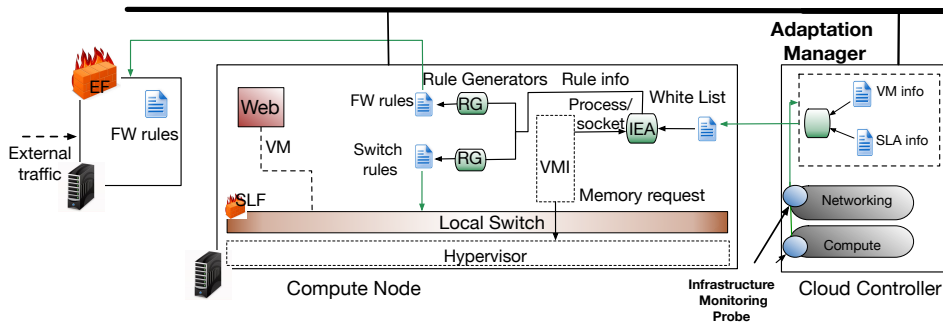 Adaptation
Manager
EF
FW rules
External
traffic
Web
VM
Rule Generators
Rule info
FW rules
RG
Process/
socket
White List
IEA
Switch
rules
RG
VMI
Memory request
SLF
Local Switch
Hypervisor
Compute Node
VM info
SLA info
Networking
Compute
Infrastructure
Monitoring
Probe
Cloud Controller